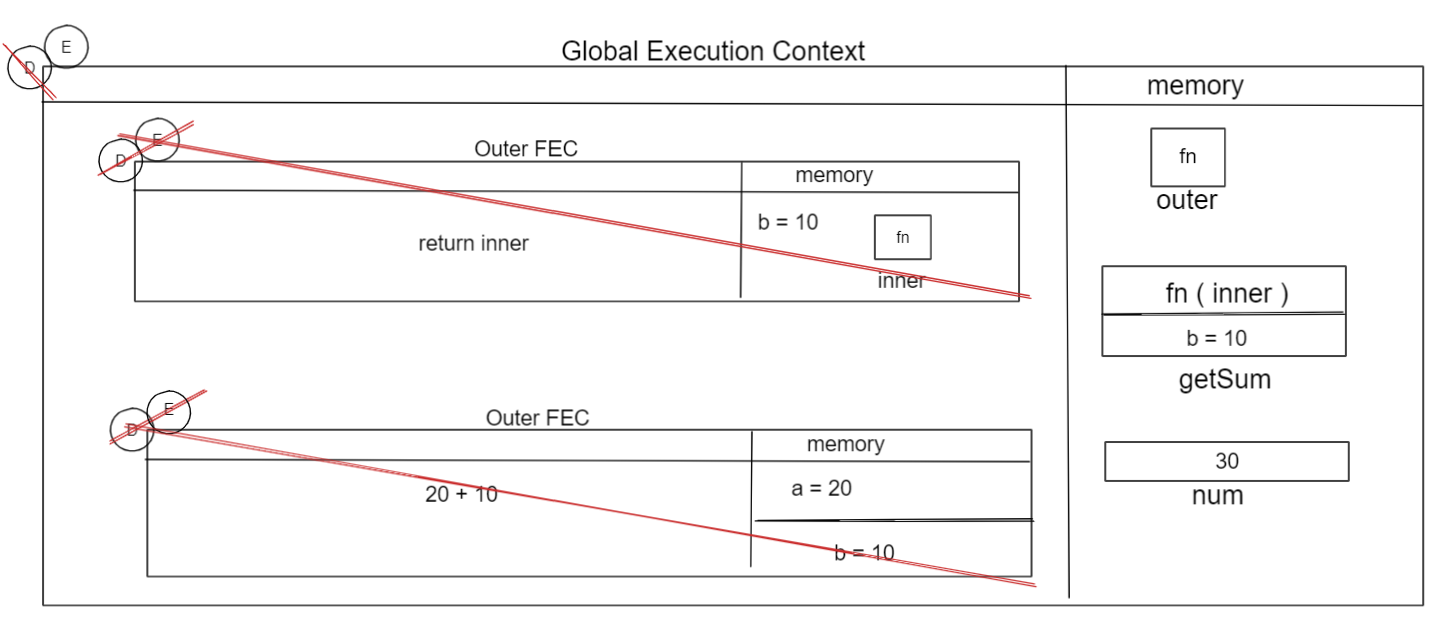 E
D
Global Execution Context
memory
fn
outer
E
D
Outer FEC
memory
b = 10
fn
return inner
inner
fn ( inner )
b = 10
getSum
E
D
Outer FEC
memory
20 + 10
a = 20
b = 10
30
num